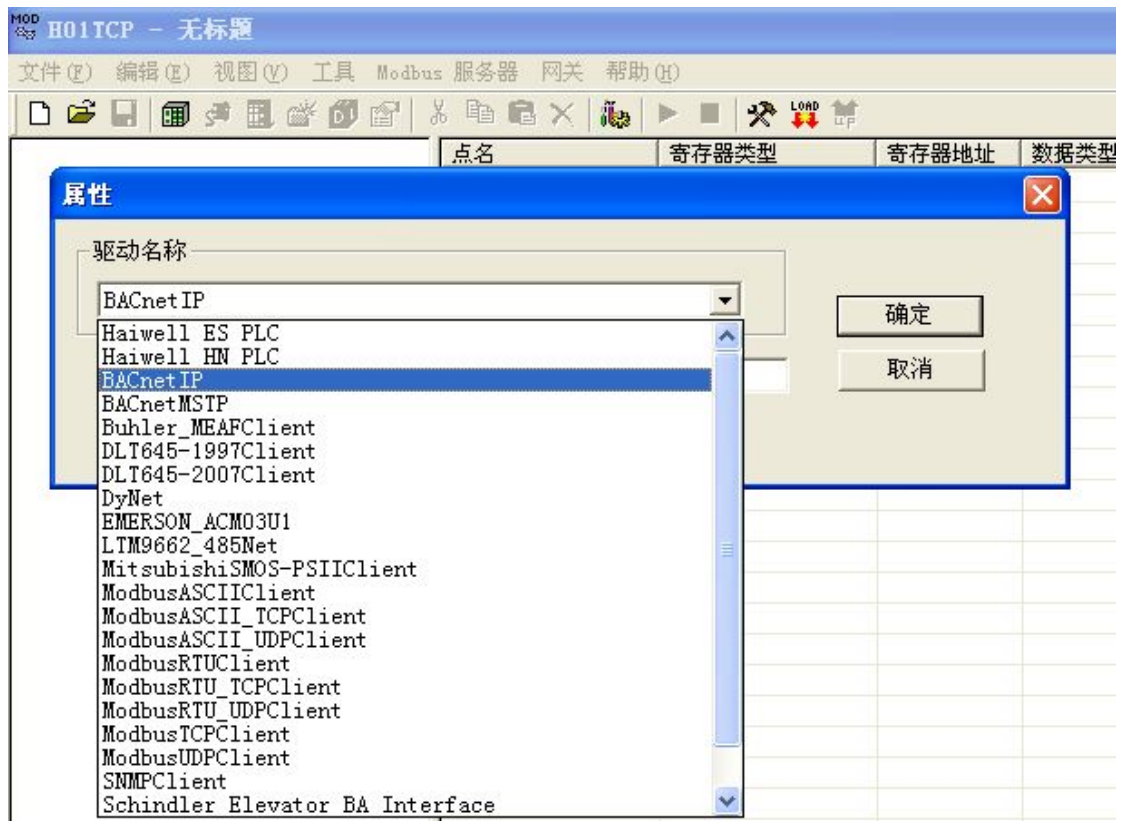 MOD
H01TCP - 无标题
文件(F) 编辑(E) 视图(V) 工具 Modbus 服务器 网关 帮助(H)
LOAD
UP
点名 寄存器类型 寄存器地址 数据类型
属性
驱动名称
BACnetIP
确定
取消
Haiwell ES PLC
Haiwell HN PLC
BACnetIP
BACnetMSTP
Buhler_MEAFClient
DLT645-1997Client
DLT645-2007Client
DyNet
EMERSON_ACM03U1
LTM9662_485Net
MitsubishiSMOS-PSIIClient
ModbusASCIIClient
ModbusASCII_TCPClient
ModbusASCII_UDPClient
ModbusRTUClient
ModbusRTU_TCPClient
ModbusRTU_UDPClient
ModbusTCPClient
ModbusUDPClient
SNMPClient
Schindler Elevator BA Interface